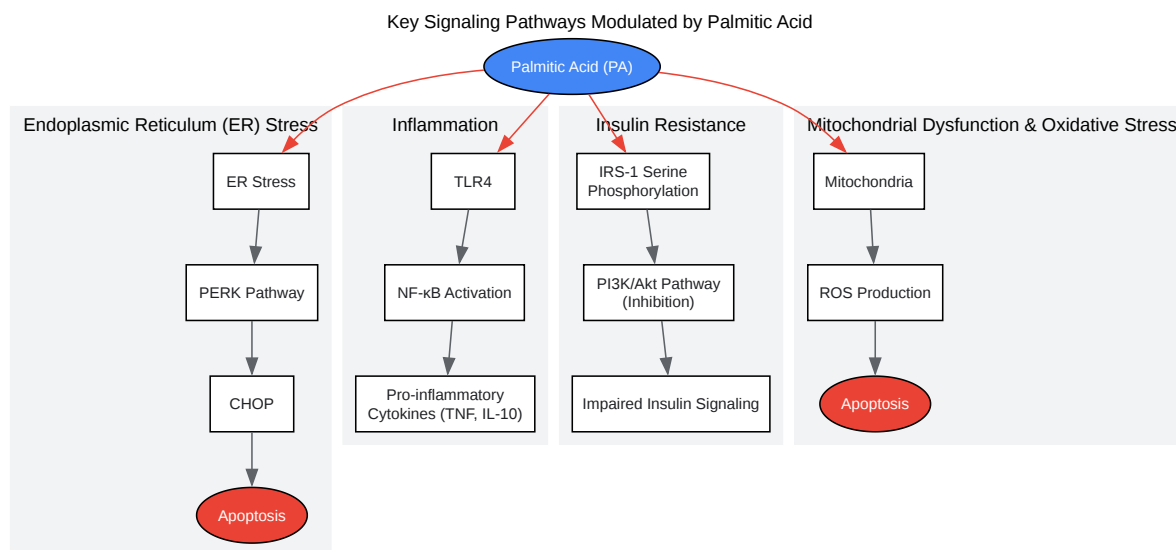 Key Signaling Pathways Modulated by Palmitic Acid
Palmitic Acid (PA)
Endoplasmic Reticulum (ER) Stress
ER Stress
PERK Pathway
CHOP
Apoptosis
Inflammation
TLR4
NF-κB Activation
Pro-inflammatory
Cytokines (TNF, IL-10)
Insulin Resistance
IRS-1 Serine
Phosphorylation
PI3K/Akt Pathway
(Inhibition)
Impaired Insulin Signaling
Mitochondrial Dysfunction & Oxidative Stress
Mitochondria
ROS Production
Apoptosis